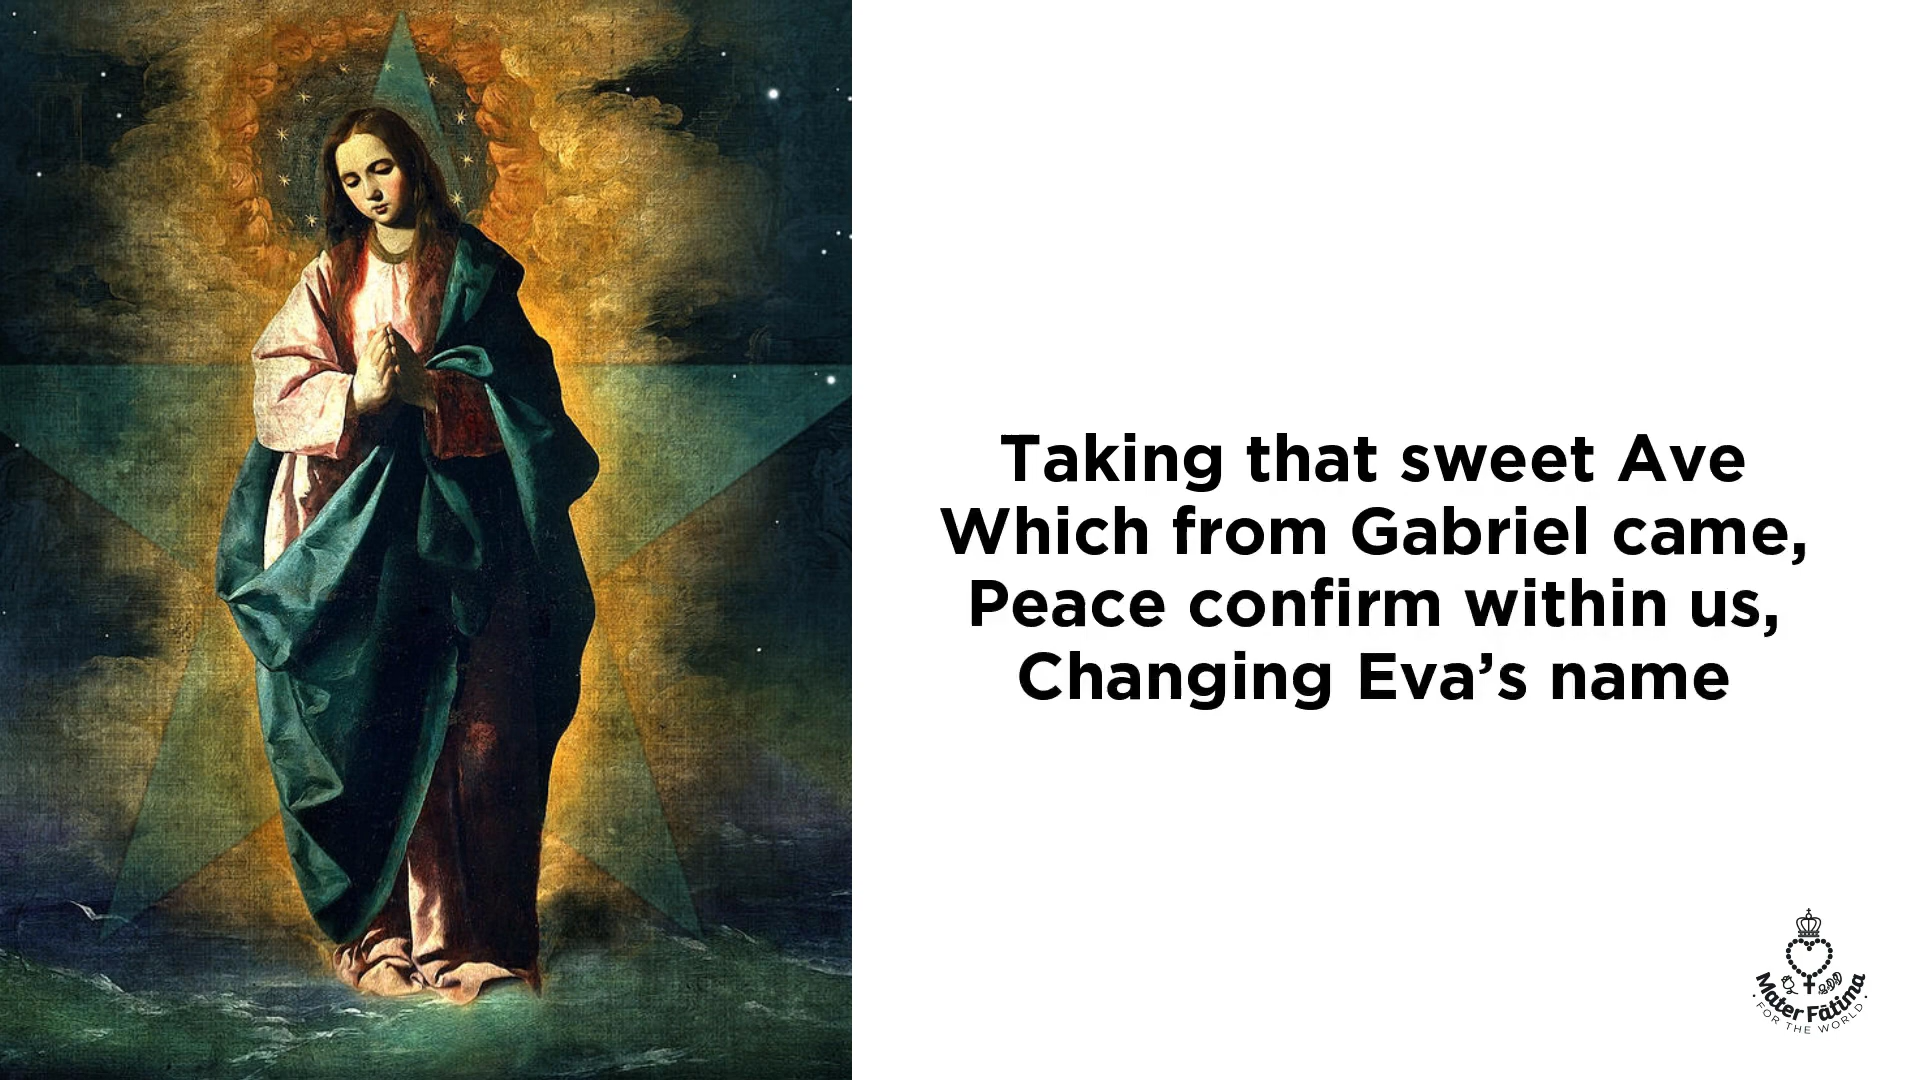 Taking that sweet Ave
Which from Gabriel came,
Peace confirm within us,
Changing Eva’s name
Mater Fátima
· FOR THE WORLD ·